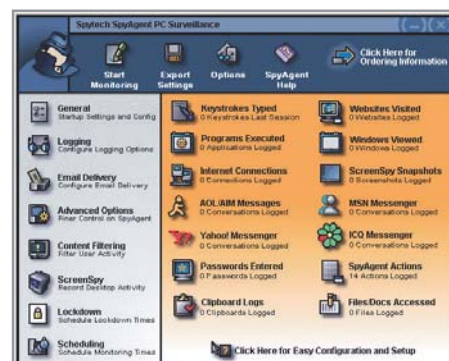 Spytech SpyAgent PC Surveillance
Start
Monitoring
Export
Settings
Options
SpyAgent
Help
Click Here for
Ordering Information
General
Startup Settings and Config
Logging
Configure Logging Options
Email Delivery
Configure Email Delivery
Advanced Options
Finer Control on SpyAgent
Content Filtering
Filter User Activity
ScreenSpy
Record Desktop Activity
Lockdown
Schedule Lockdown Times
Scheduling
Schedule Monitoring Times
Keystrokes Typed
0 Keystrokes Last Session
Programs Executed
0 Applications Logged
Internet Connections
0 Connections Logged
AOL/AIM Messages
0 Conversations Logged
Yahoo! Messenger
0 Conversations Logged
Passwords Entered
0 Passwords Logged
Clipboard Logs
0 Clipboards Logged
Websites Visited
0 Websites Logged
Windows Viewed
0 Windows Logged
ScreenSpy Snapshots
0 Screenshots Logged
MSN Messenger
0 Conversations Logged
ICQ Messenger
0 Conversations Logged
SpyAgent Actions
14 Actions Logged
Files/Docs Accessed
0 Files Logged
Click Here for Easy Configuration and Setup